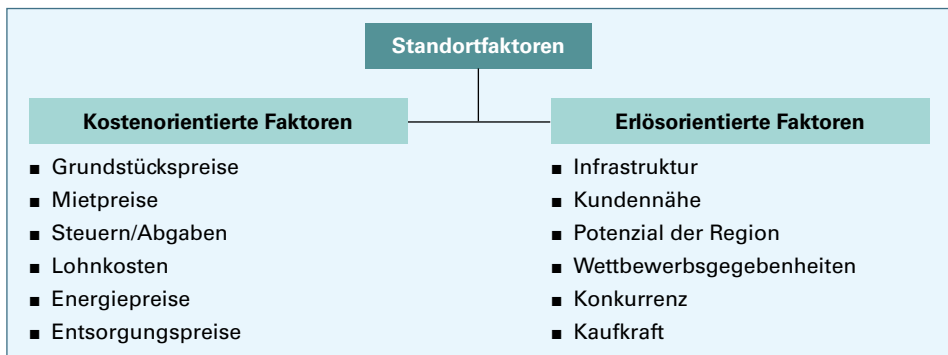 Standortfaktoren
Kostenorientierte Faktoren
■ Grundstückspreise
■ Mietpreise
■ Steuern/Abgaben
■ Lohnkosten
■ Energiepreise
■ Entsorgungspreise
Erlösorientierte Faktoren
■ Infrastruktur
■ Kundennähe
■ Potenzial der Region
■ Wettbewerbsgegebenheiten
■ Konkurrenz
■ Kaufkraft